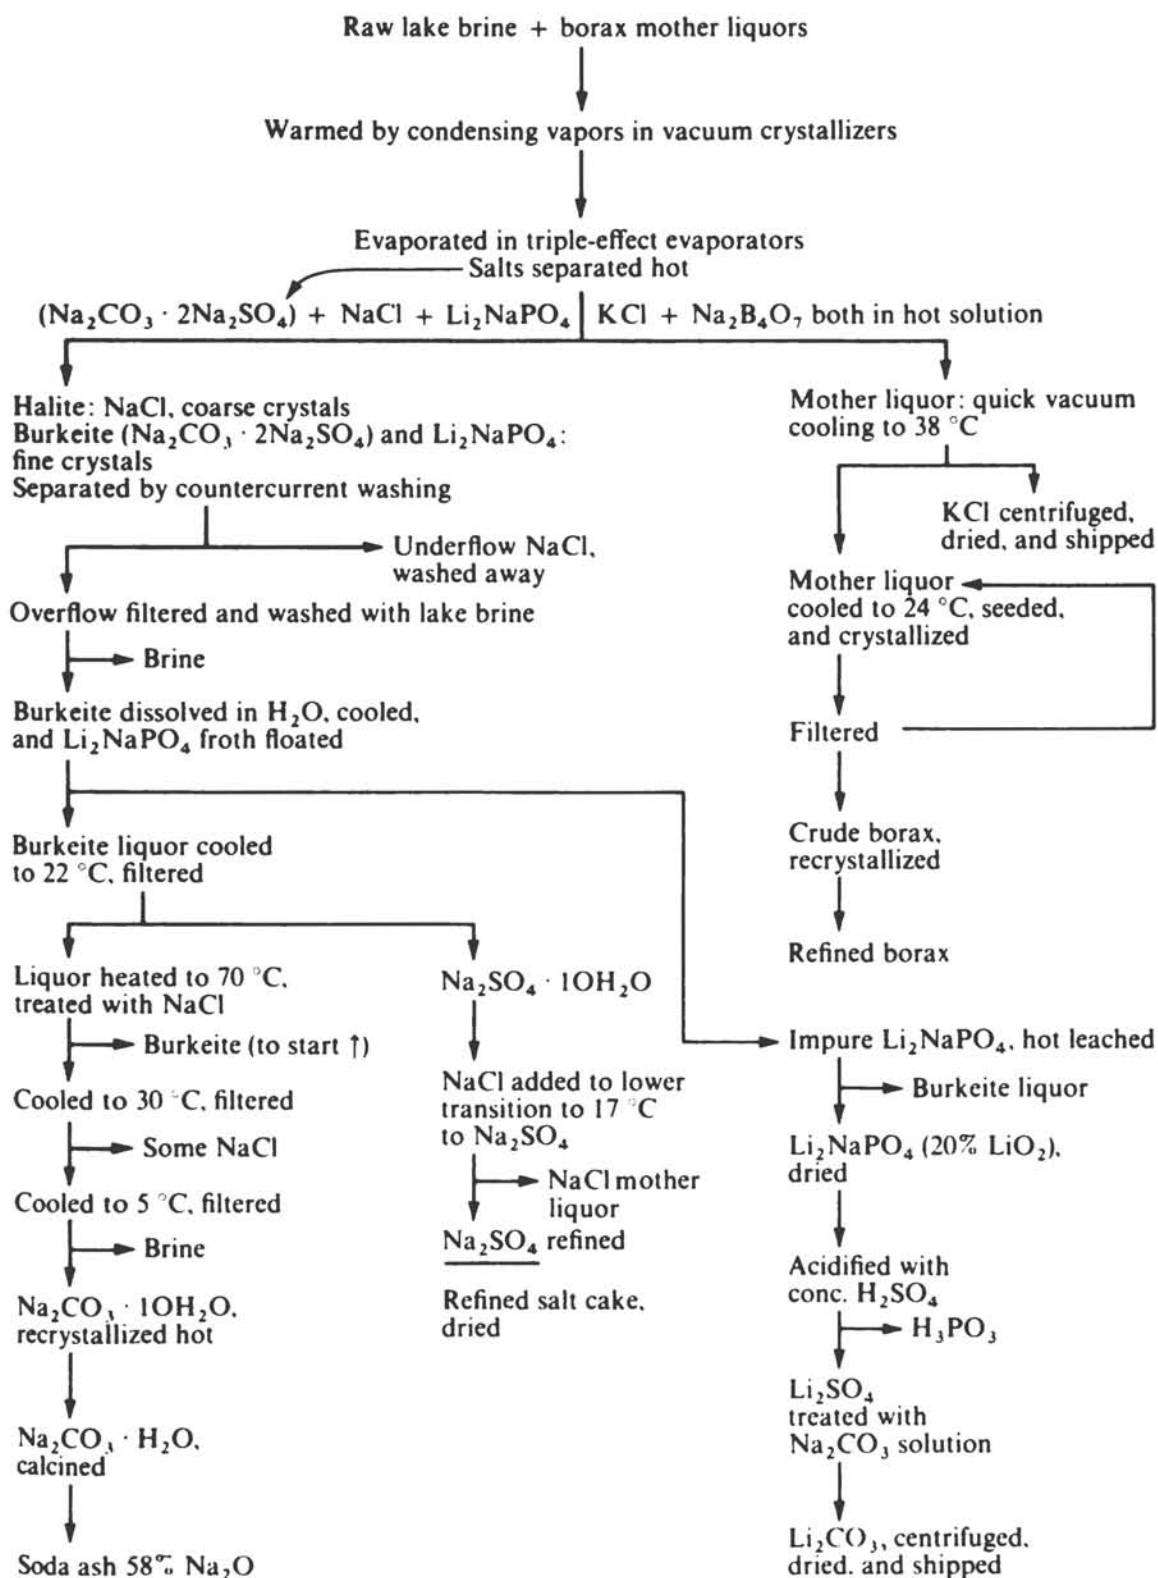 Raw lake brine + borax mother liquors
Warmed by condensing vapors in vacuum crystallizers
Evaporated in triple-effect evaporators
Salts separated hot
(Na₂CO₃ · 2Na₂SO₄) + NaCl + Li₂NaPO₄ | KCl + Na₂B₄O₇ both in hot solution
Halite: NaCl, coarse crystals
Burkeite (Na₂CO₃ · 2Na₂SO₄) and Li₂NaPO₄:
fine crystals
Separated by countercurrent washing
Underflow NaCl,
washed away
Overflow filtered and washed with lake brine
Brine
Burkeite dissolved in H₂O, cooled,
and Li₂NaPO₄ froth floated
Burkeite liquor cooled
to 22 °C, filtered
Liquor heated to 70 °C,
treated with NaCl
Burkeite (to start ↑)
Cooled to 30 °C, filtered
Some NaCl
Cooled to 5 °C, filtered
Brine
Na₂CO₃ · 1OH₂O,
recrystallized hot
Na₂CO₃ · H₂O,
calcined
Soda ash 58% Na₂O
Na₂SO₄ · 1OH₂O
NaCl added to lower
transition to 17 °C
to Na₂SO₄
NaCl mother
liquor
Na₂SO₄ refined
Refined salt cake,
dried
Mother liquor: quick vacuum
cooling to 38 °C
KCl centrifuged,
dried, and shipped
Mother liquor
cooled to 24 °C, seeded,
and crystallized
Filtered
Crude borax,
recrystallized
Refined borax
Impure Li₂NaPO₄, hot leached
Burkeite liquor
Li₂NaPO₄ (20% LiO₂),
dried
Acidified with
conc. H₂SO₄
H₃PO₃
Li₂SO₄
treated with
Na₂CO₃ solution
Li₂CO₃, centrifuged,
dried. and shipped